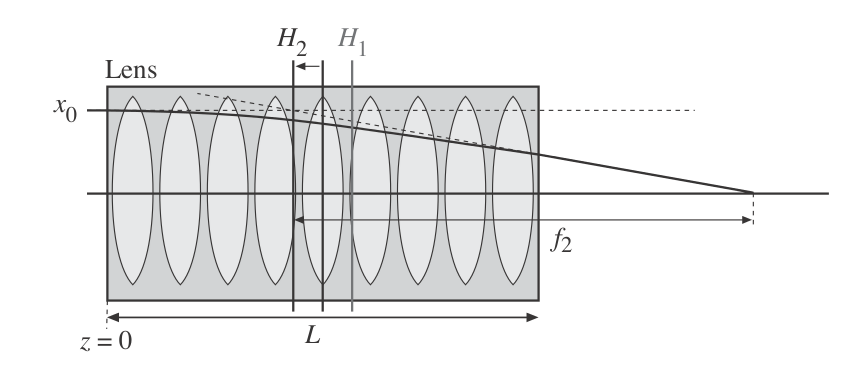 H₂ H₁
Lens
x₀
f₂
L
z = 0